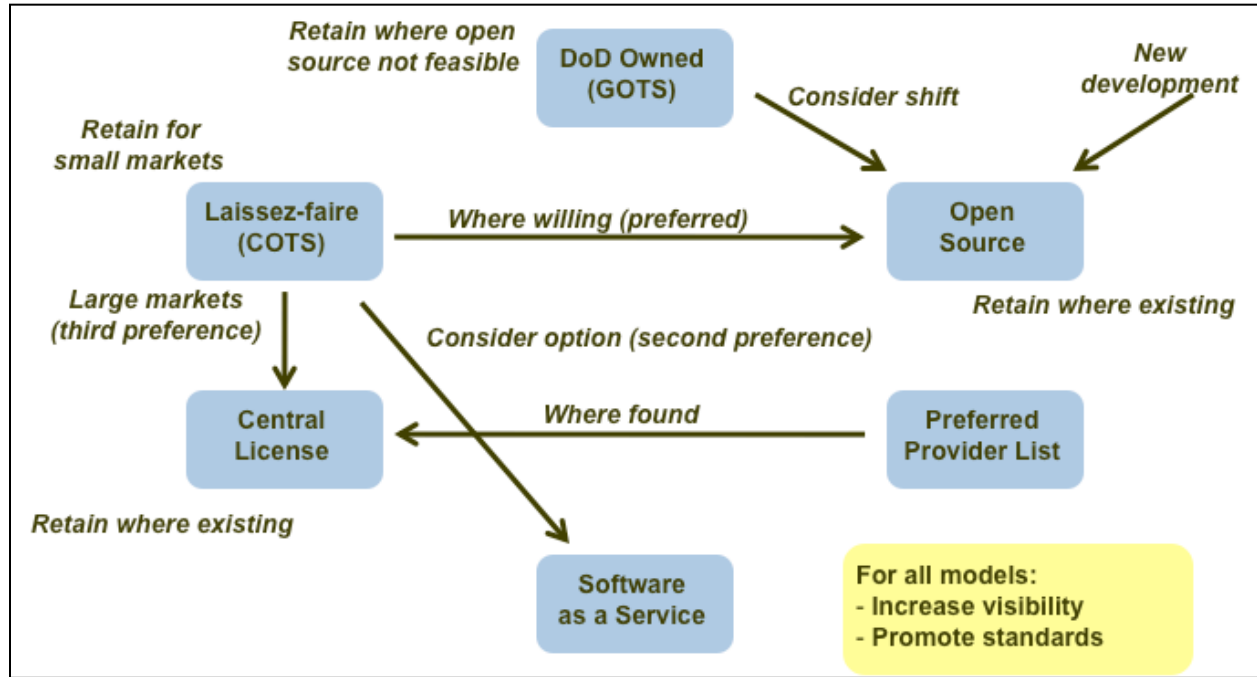 Retain where open
source not feasible
DoD Owned
(GOTS)
Consider shift
New
development
Retain for
small markets
Laissez-faire
(COTS)
Where willing (preferred)
Open
Source
Large markets
(third preference)
Retain where existing
Consider option (second preference)
Central
License
Where found
Preferred
Provider List
Retain where existing
Software
as a Service
For all models:
- Increase visibility
- Promote standards